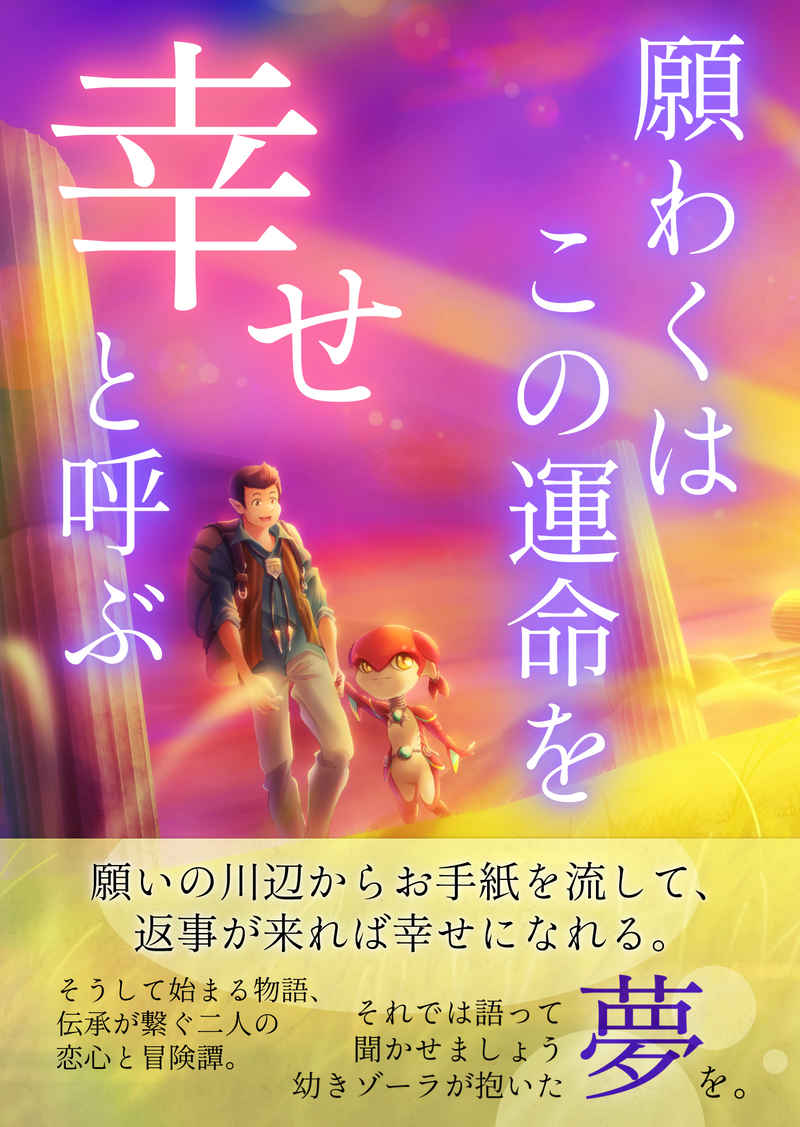 願わくは
この運命を
幸せ
と呼ぶ
願いの川辺からお手紙を流して、
返事が来れば幸せになれる。
そうして始まる物語、
伝承が繋ぐ二人の
恋心と冒険譚。
それでは語って
聞かせましょう
幼きゾーラが抱いた
夢を。